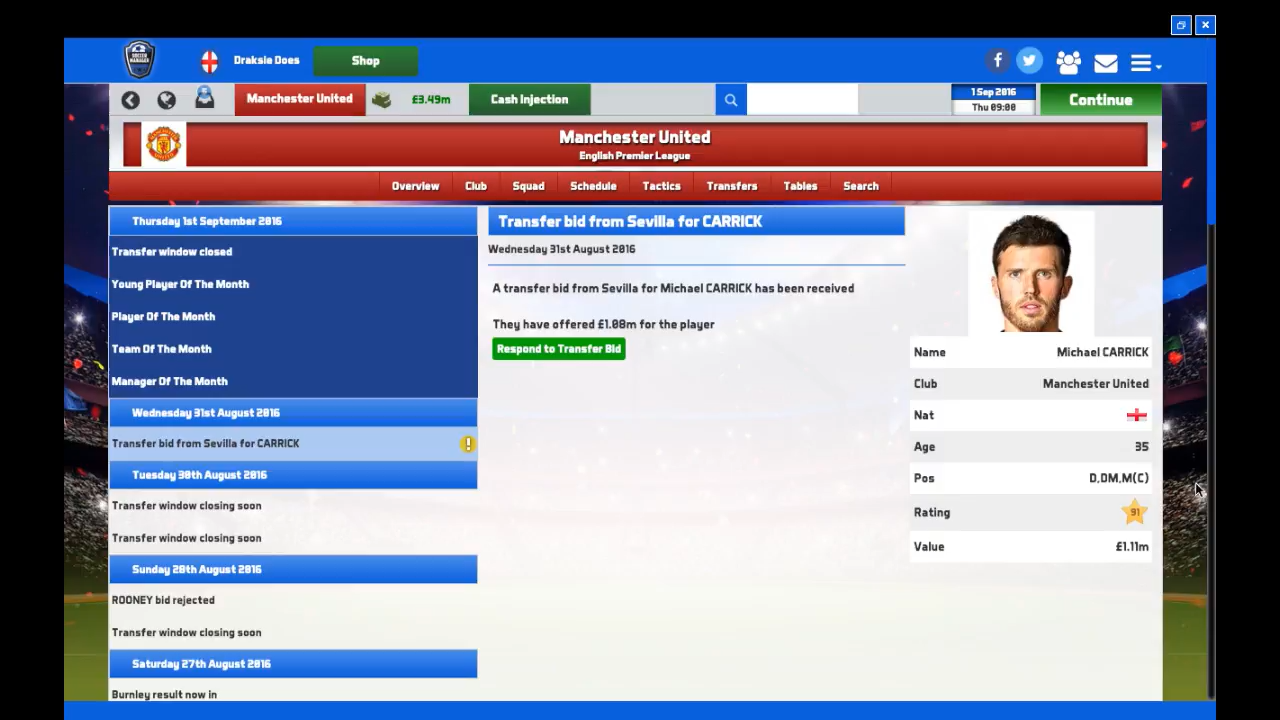 Draksie Does
Shop
Manchester United
£3.49m
Cash Injection
1 Sep 2016
Thu 09:00
Continue
Manchester United
English Premier League
Overview
Club
Squad
Schedule
Tactics
Transfers
Tables
Search
Thursday 1st September 2016
Transfer window closed
Young Player Of The Month
Player Of The Month
Team Of The Month
Manager Of The Month
Wednesday 31st August 2016
Transfer bid from Sevilla for CARRICK
Tuesday 30th August 2016
Transfer window closing soon
Transfer window closing soon
Sunday 28th August 2016
ROONEY bid rejected
Transfer window closing soon
Saturday 27th August 2016
Burnley result now in
Transfer bid from Sevilla for CARRICK
Wednesday 31st August 2016
A transfer bid from Sevilla for Michael CARRICK has been received
They have offered £1.08m for the player
Respond to Transfer Bid
Name Michael CARRICK
Club Manchester United
Nat
Age 35
Pos D,DM,M(C)
Rating 91
Value £1.11m